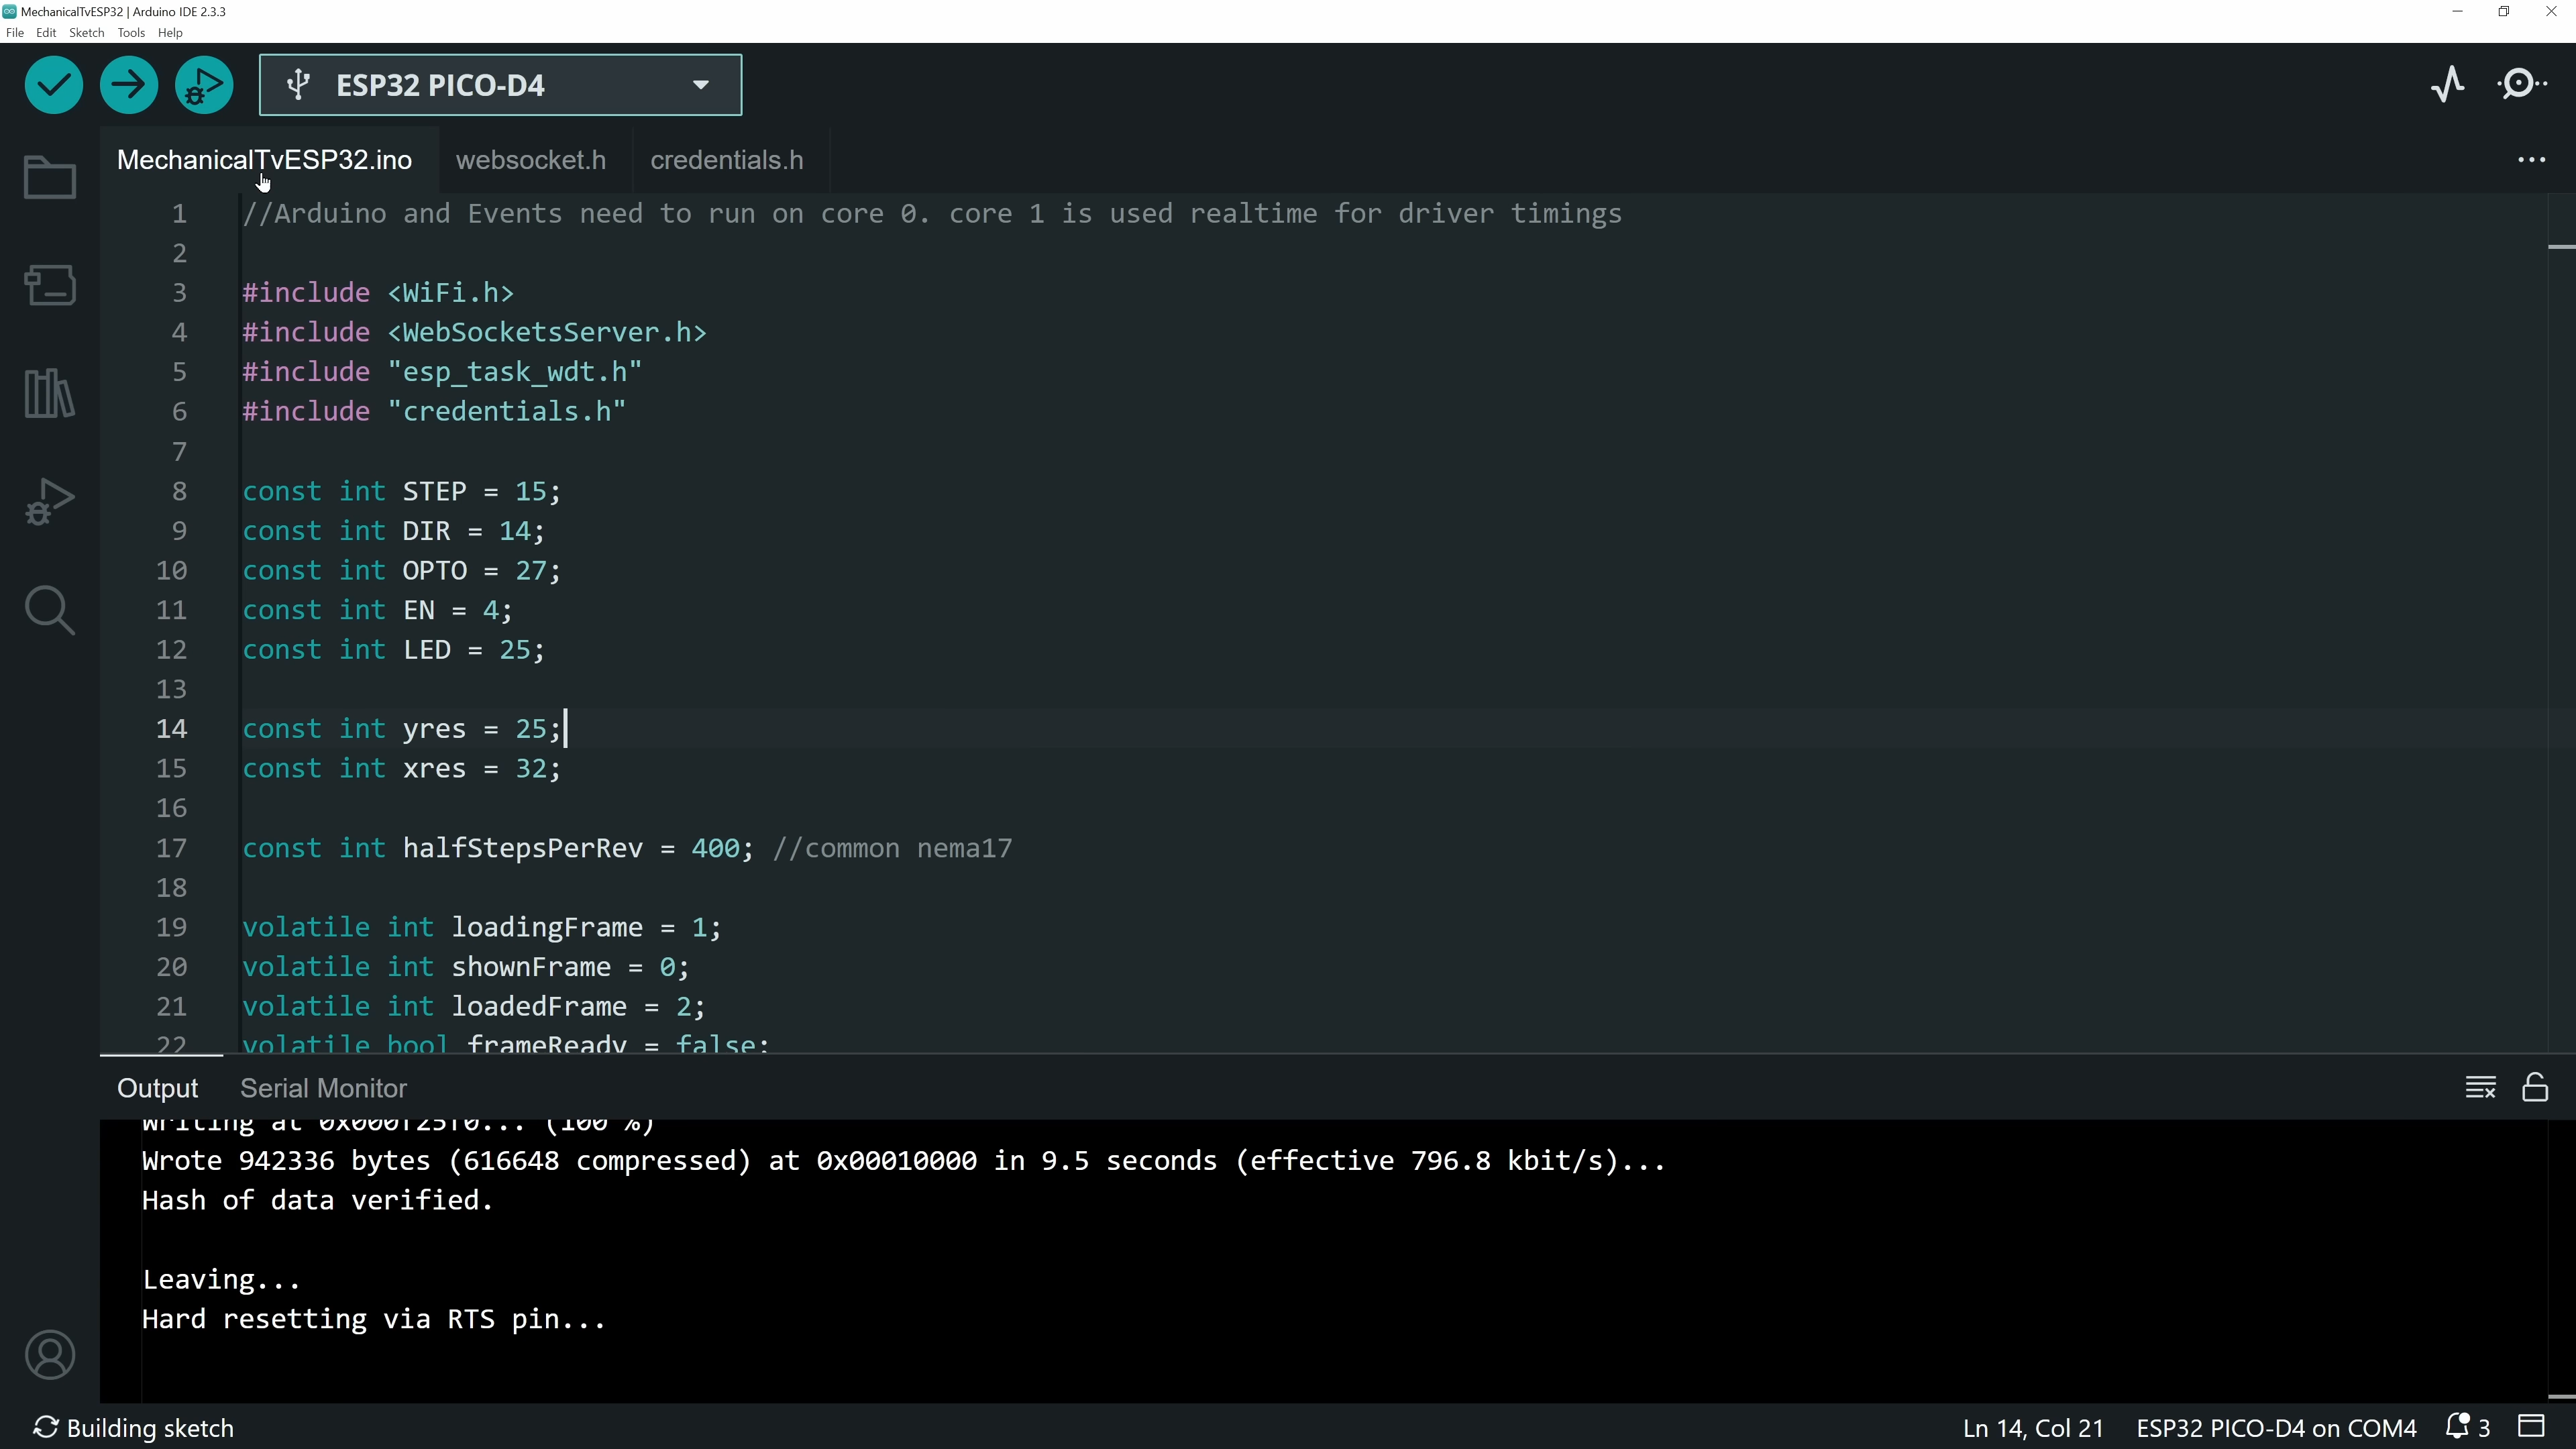 MechanicalTvESP32 | Arduino IDE 2.3.3
File Edit Sketch Tools Help
ESP32 PICO-D4
MechanicalTvESP32.ino websocket.h credentials.h
1 //Arduino and Events need to run on core 0. core 1 is used realtime for driver timings
2
3 #include <WiFi.h>
4 #include <WebSocketsServer.h>
5 #include "esp_task_wdt.h"
6 #include "credentials.h"
7
8 const int STEP = 15;
9 const int DIR = 14;
10 const int OPTO = 27;
11 const int EN = 4;
12 const int LED = 25;
13
14 const int yres = 25;
15 const int xres = 32;
16
17 const int halfStepsPerRev = 400; //common nema17
18
19 volatile int loadingFrame = 1;
20 volatile int shownFrame = 0;
21 volatile int loadedFrame = 2;
22 volatile bool frameReady = false;
Output Serial Monitor
Writing at 0x000f25f0... (100 %)
Wrote 942336 bytes (616648 compressed) at 0x00010000 in 9.5 seconds (effective 796.8 kbit/s)...
Hash of data verified.
Leaving...
Hard resetting via RTS pin...
Building sketch Ln 14, Col 21 ESP32 PICO-D4 on COM4 3